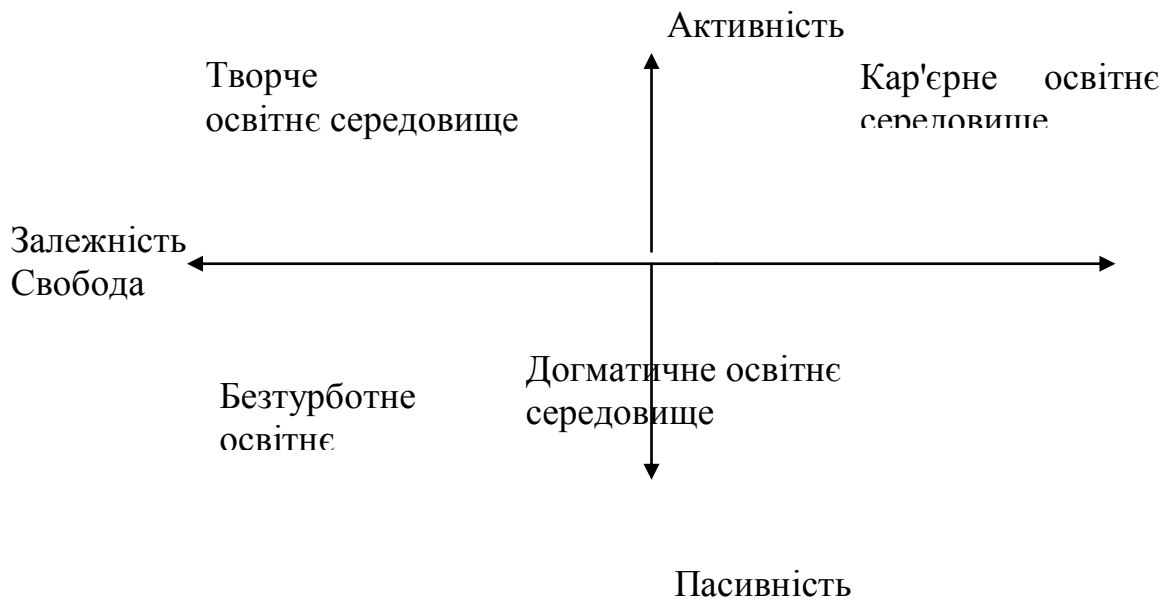 Активність
Творче
освітнє середовище
Кар'єрне освітнє
середовище
Залежність
Свобода
Догматичне освітнє
середовище
Безтурботне
освітнє
Пасивність